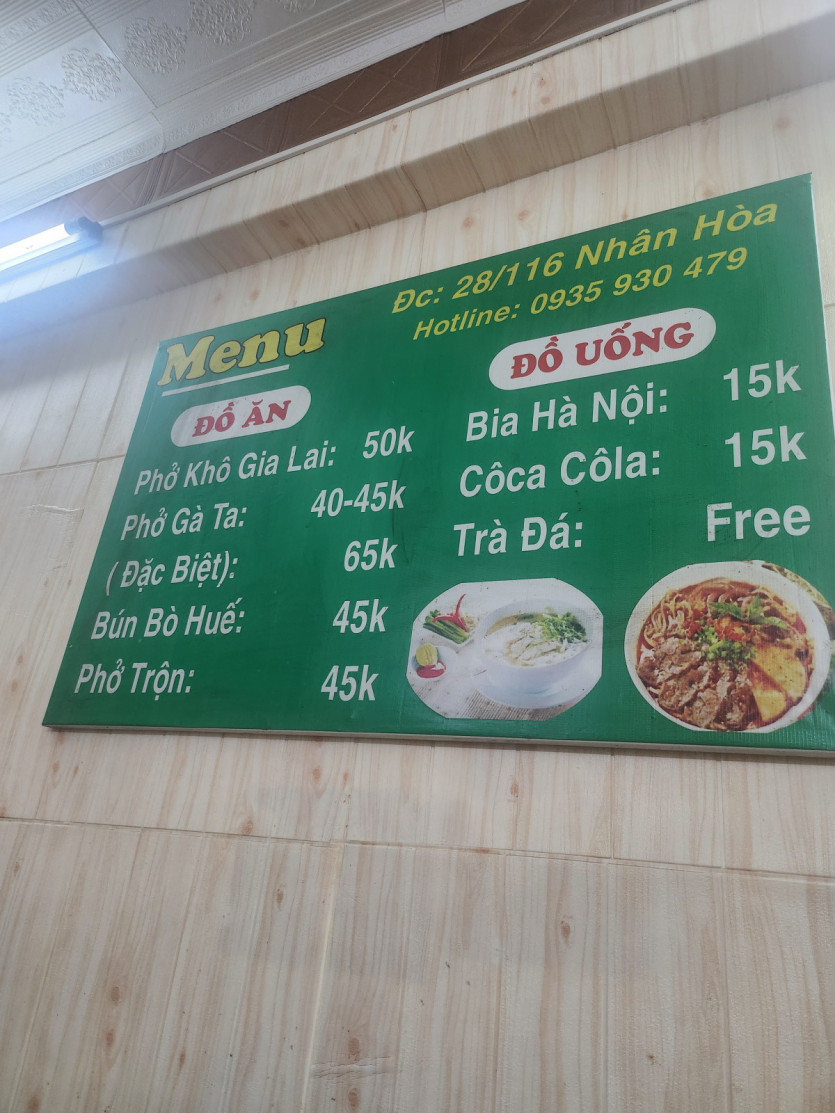 Menu
Đc: 28/116 Nhân Hòa
Hotline: 0935 930 479
ĐỒ ĂN
Phở Khô Gia Lai: 50k
Phở Gà Ta: 40-45k
( Đặc Biệt): 65k
Bún Bò Huế: 45k
Phở Trộn: 45k
ĐỒ UỐNG
Bia Hà Nội: 15k
Côca Côla: 15k
Trà Đá: Free